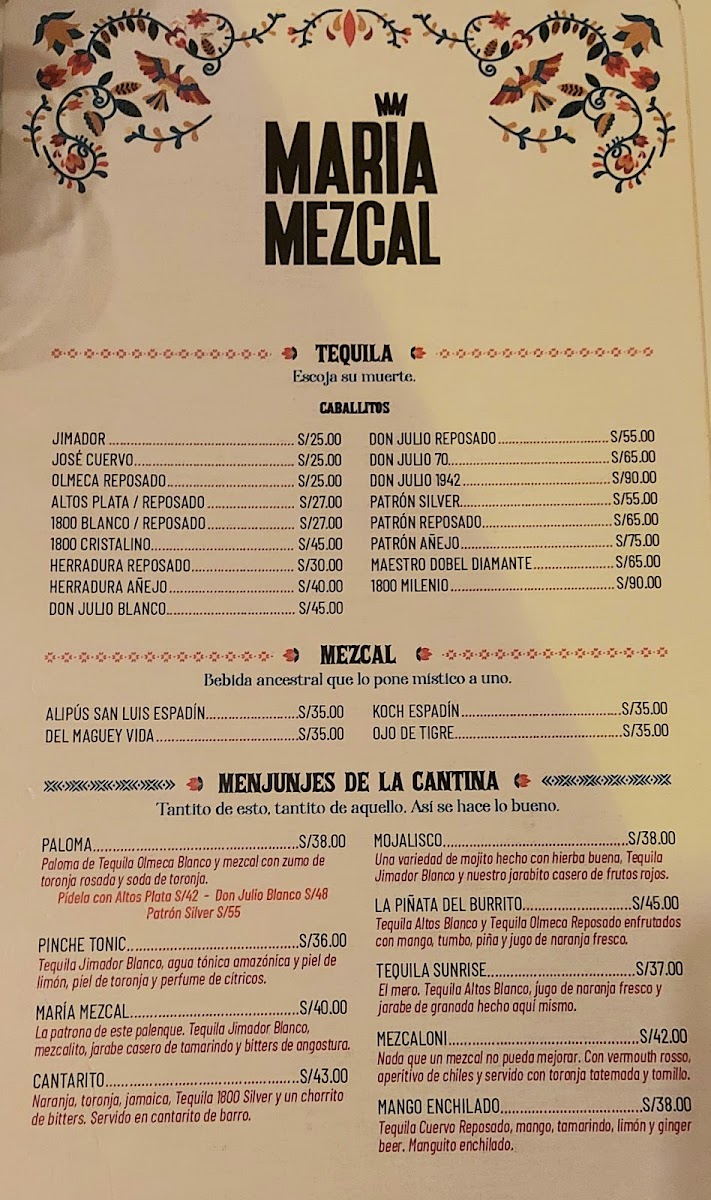 MARÍA
MEZCAL
TEQUILA
Escoja su muerte.
CABALLITOS
JIMADOR S/25.00
JOSÉ CUERVO S/25.00
OLMECA REPOSADO S/25.00
ALTOS PLATA / REPOSADO S/27.00
1800 BLANCO / REPOSADO S/27.00
1800 CRISTALINO S/45.00
HERRADURA REPOSADO S/30.00
HERRADURA AÑEJO S/40.00
DON JULIO BLANCO S/45.00
DON JULIO REPOSADO S/55.00
DON JULIO 70 S/65.00
DON JULIO 1942 S/90.00
PATRÓN SILVER S/55.00
PATRÓN REPOSADO S/65.00
PATRÓN AÑEJO S/75.00
MAESTRO DOBEL DIAMANTE S/65.00
1800 MILENIO S/90.00
MEZCAL
Bebida ancestral que lo pone místico a uno.
ALIPÚS SAN LUIS ESPADÍN S/35.00
DEL MAGUEY VIDA S/35.00
KOCH ESPADÍN S/35.00
OJO DE TIGRE S/35.00
MENJUNJES DE LA CANTINA
Tantito de esto, tantito de aquello. Así se hace lo bueno.
PALOMA S/38.00
Paloma de Tequila Olmeca Blanco y mezcal con zumo de
toronja rosada y soda de toronja.
Pídela con Altos Plata S/42 - Don Julio Blanco S/48
Patrón Silver S/55
PINCHE TONIC S/36.00
Tequila Jimador Blanco, agua tónica amazónica y piel de
limón, piel de toronja y perfume de cítricos.
MARÍA MEZCAL S/40.00
La patrona de este palenque. Tequila Jimador Blanco,
mezcalito, jarabe casero de tamarindo y bitters de angostura.
CANTARITO S/43.00
Naranja, toronja, jamaica, Tequila 1800 Silver y un chorrito
de bitters. Servido en cantarito de barro.
MOJALISCO S/38.00
Una variedad de mojito hecho con hierba buena, Tequila
Jimador Blanco y nuestro jarabito casero de frutos rojos.
LA PIÑATA DEL BURRITO S/45.00
Tequila Altos Blanco y Tequila Olmeca Reposado enfrutados
con mango, tumbo, piña y jugo de naranja fresco.
TEQUILA SUNRISE S/37.00
El mero. Tequila Altos Blanco, jugo de naranja fresco y
jarabe de granada hecho aquí mismo.
MEZCALONI S/42.00
Nada que un mezcal no pueda mejorar. Con vermouth rosso,
aperitivo de chiles y servido con toronja tatemada y tomillo.
MANGO ENCHILADO S/38.00
Tequila Cuervo Reposado, mango, tamarindo, limón y ginger
beer. Manguito enchilado.